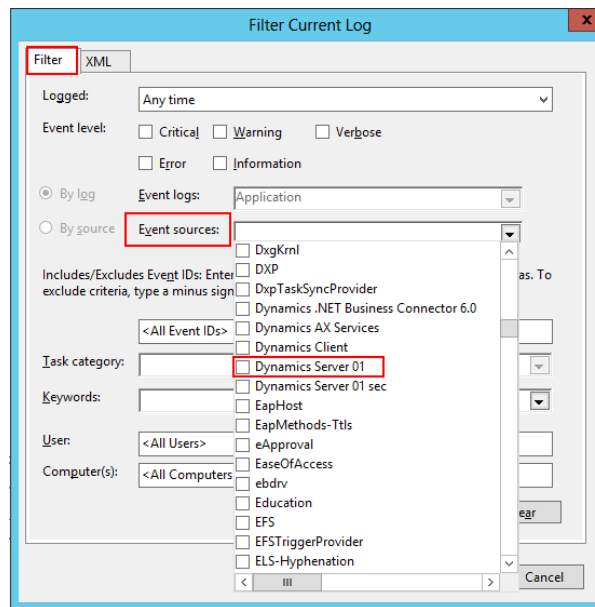 Filter Current Log
x
Filter XML
Logged: Any time
Event level: Critical Warning Verbose
Error Information
By log Event logs: Application
By source Event sources:
DxgKrnl
Includes/Excludes Event IDs: Enter DXP as. To
exclude criteria, type a minus sign DxpTaskSyncProvider
Dynamics .NET Business Connector 6.0
<All Event IDs> Dynamics AX Services
Dynamics Client
Task category: Dynamics Server 01
Dynamics Server 01 sec
Keywords: EapHost
EapMethods-Ttls
User: <All Users> eApproval
EaseOfAccess
Computer(s): <All Computers ebdrv
Education
EFS ear
EFSTriggerProvider
ELS-Hyphenation
Cancel